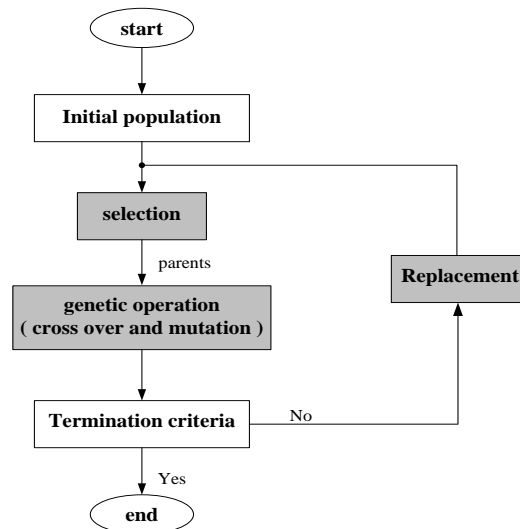 start
Initial population
selection
parents
Replacement
genetic operation
( cross over and mutation )
Termination criteria
No
Yes
end